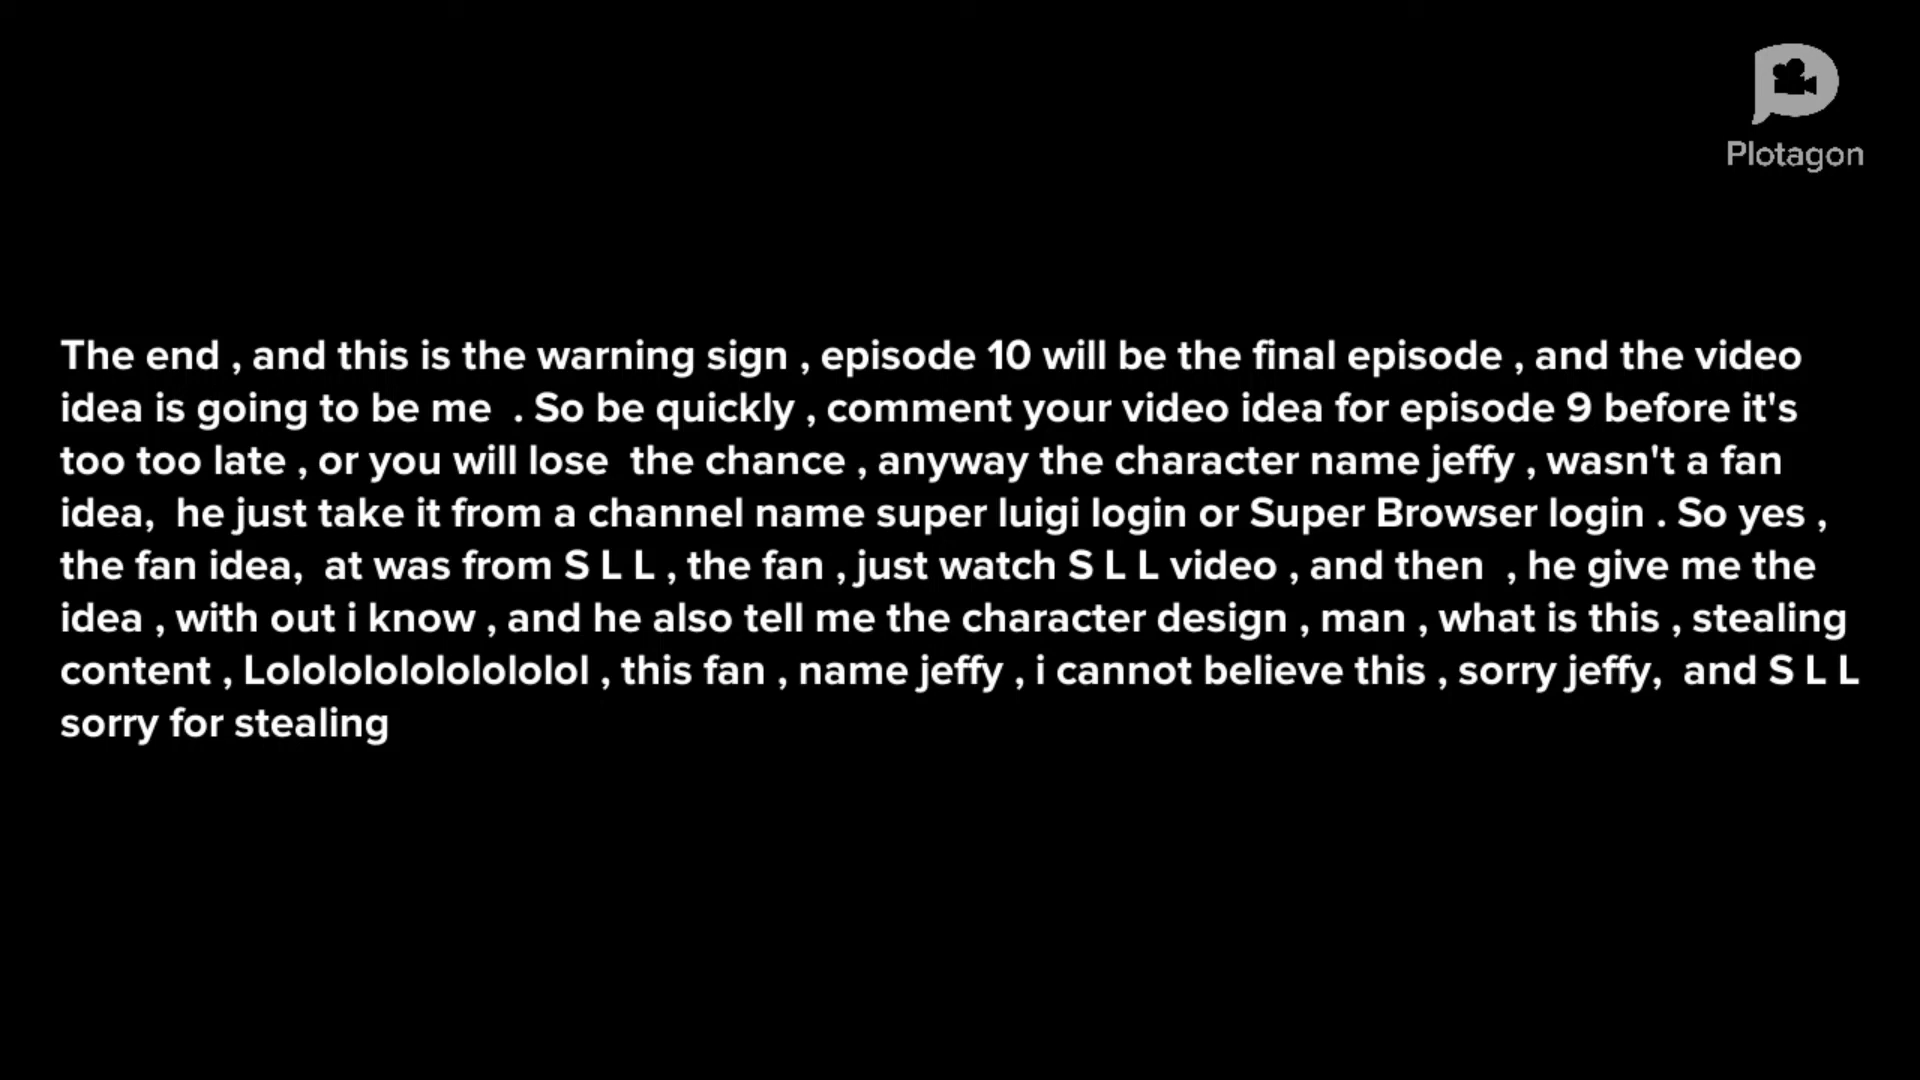 Plotagon
The end , and this is the warning sign , episode 10 will be the final episode , and the video
idea is going to be me  . So be quickly , comment your video idea for episode 9 before it's
too too late , or you will lose  the chance , anyway the character name jeffy , wasn't a fan
idea,  he just take it from a channel name super luigi login or Super Browser login . So yes ,
the fan idea,  at was from S L L , the fan , just watch S L L video , and then  , he give me the
idea , with out i know , and he also tell me the character design , man , what is this , stealing
content , Lolololololololololol , this fan , name jeffy , i cannot believe this , sorry jeffy,  and S L L
sorry for stealing